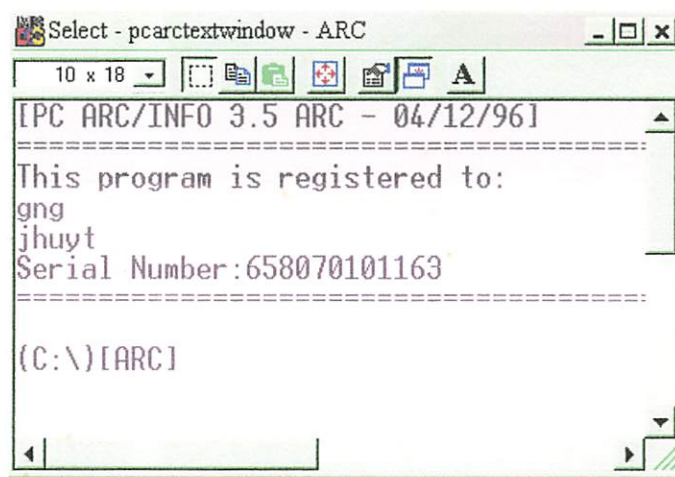 Select - pcarctextwindow - ARC
10 x 18
A
[PC ARC/INFO 3.5 ARC - 04/12/96]
=======================================
This program is registered to:
gng
jhuyt
Serial Number:658070101163
=======================================
(C:\)[ARC]